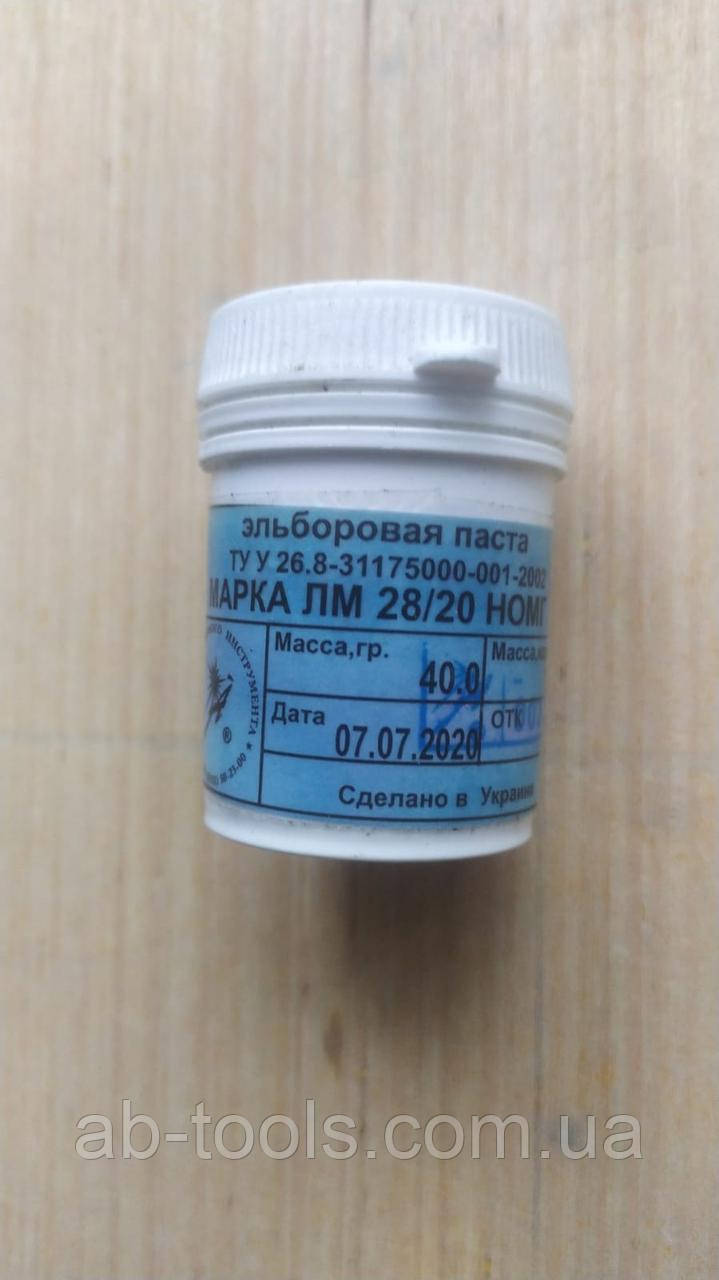 эльборовая паста
ТУ У 26.8-31175000-001-2002
МАРКА ЛМ 28/20 НОМГ
ИНСТРУМЕНТА ★
®
Масса,гр.
40.0
Дата
07.07.2020
ОТК
Сделано в Украине
ab-tools.com.ua